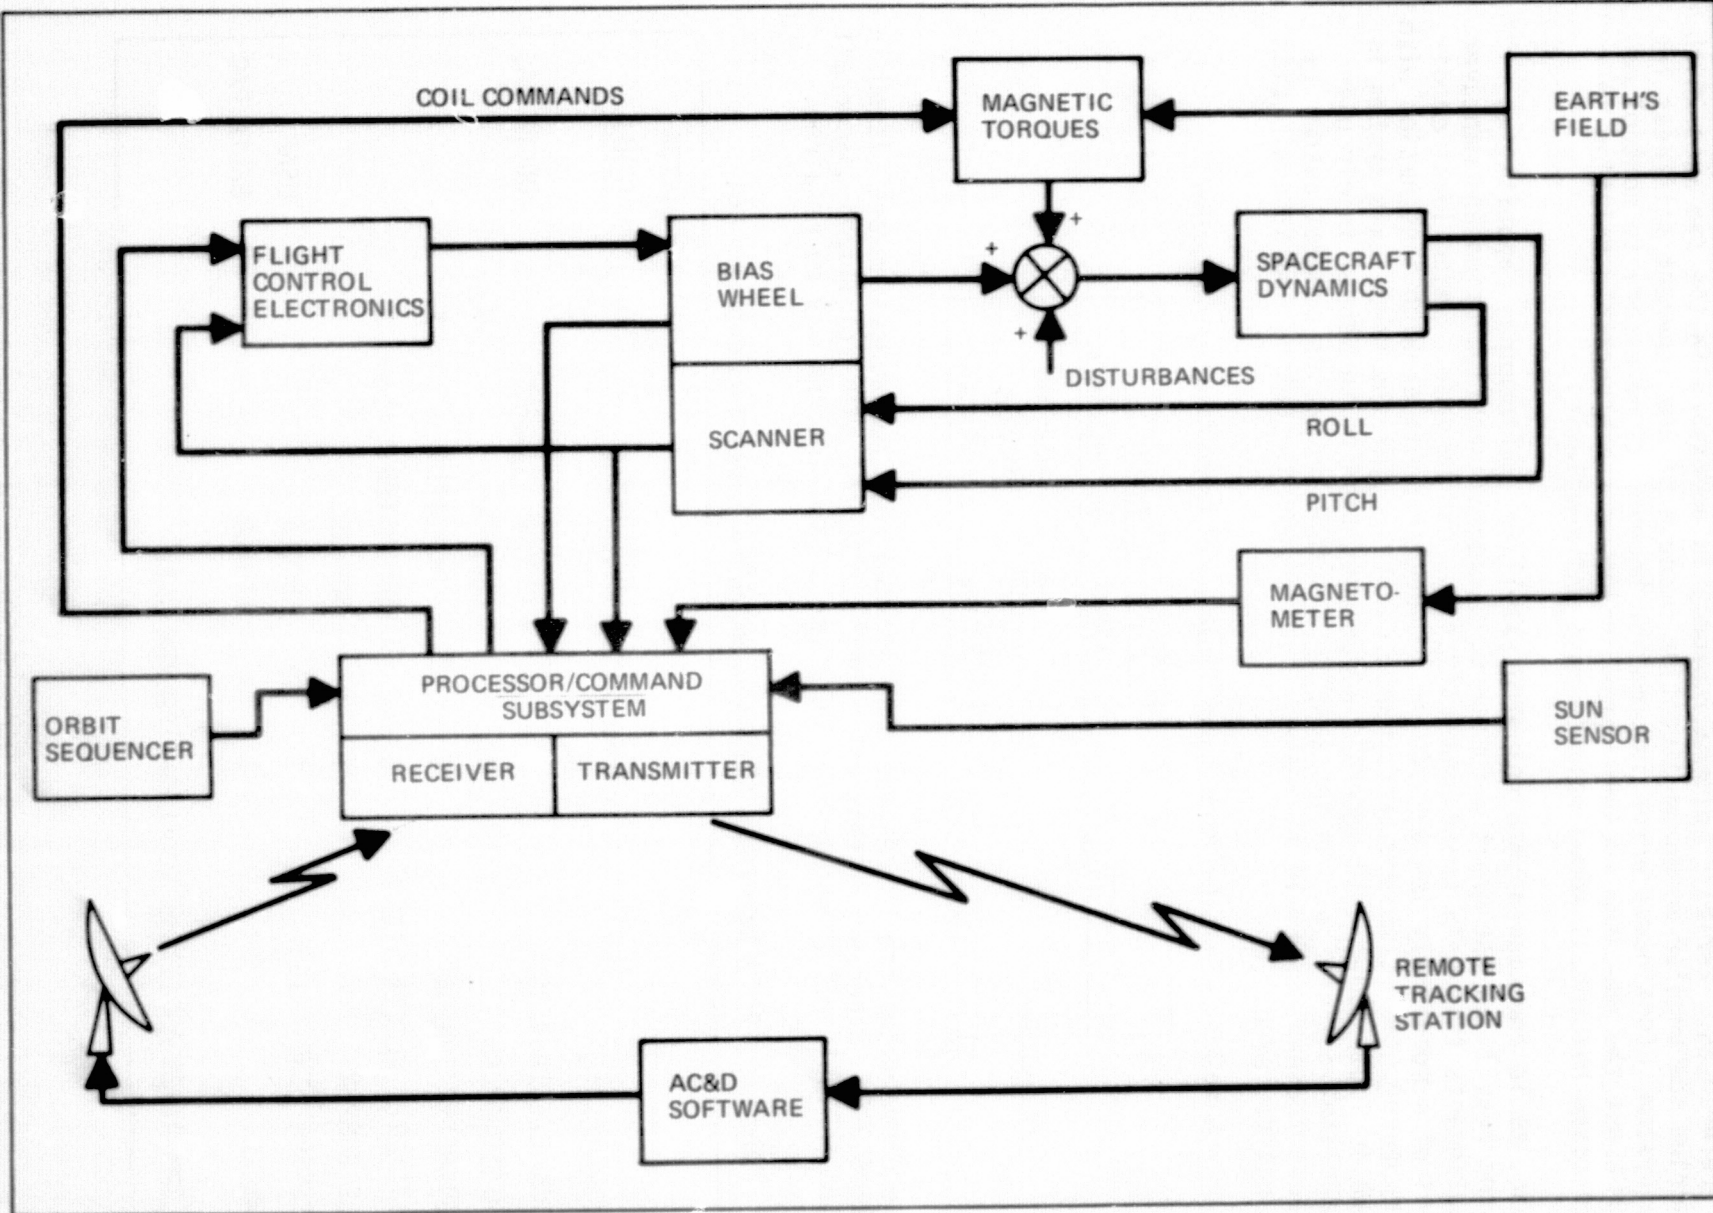 COIL COMMANDS
MAGNETIC
TORQUES
EARTH'S
FIELD
+
FLIGHT
CONTROL
ELECTRONICS
BIAS
WHEEL
+
SPACECRAFT
DYNAMICS
+
DISTURBANCES
SCANNER
ROLL
PITCH
MAGNETO-
METER
ORBIT
SEQUENCER
PROCESSOR/COMMAND
SUBSYSTEM
SUN
SENSOR
RECEIVER
TRANSMITTER
REMOTE
TRACKING
STATION
AC&D
SOFTWARE